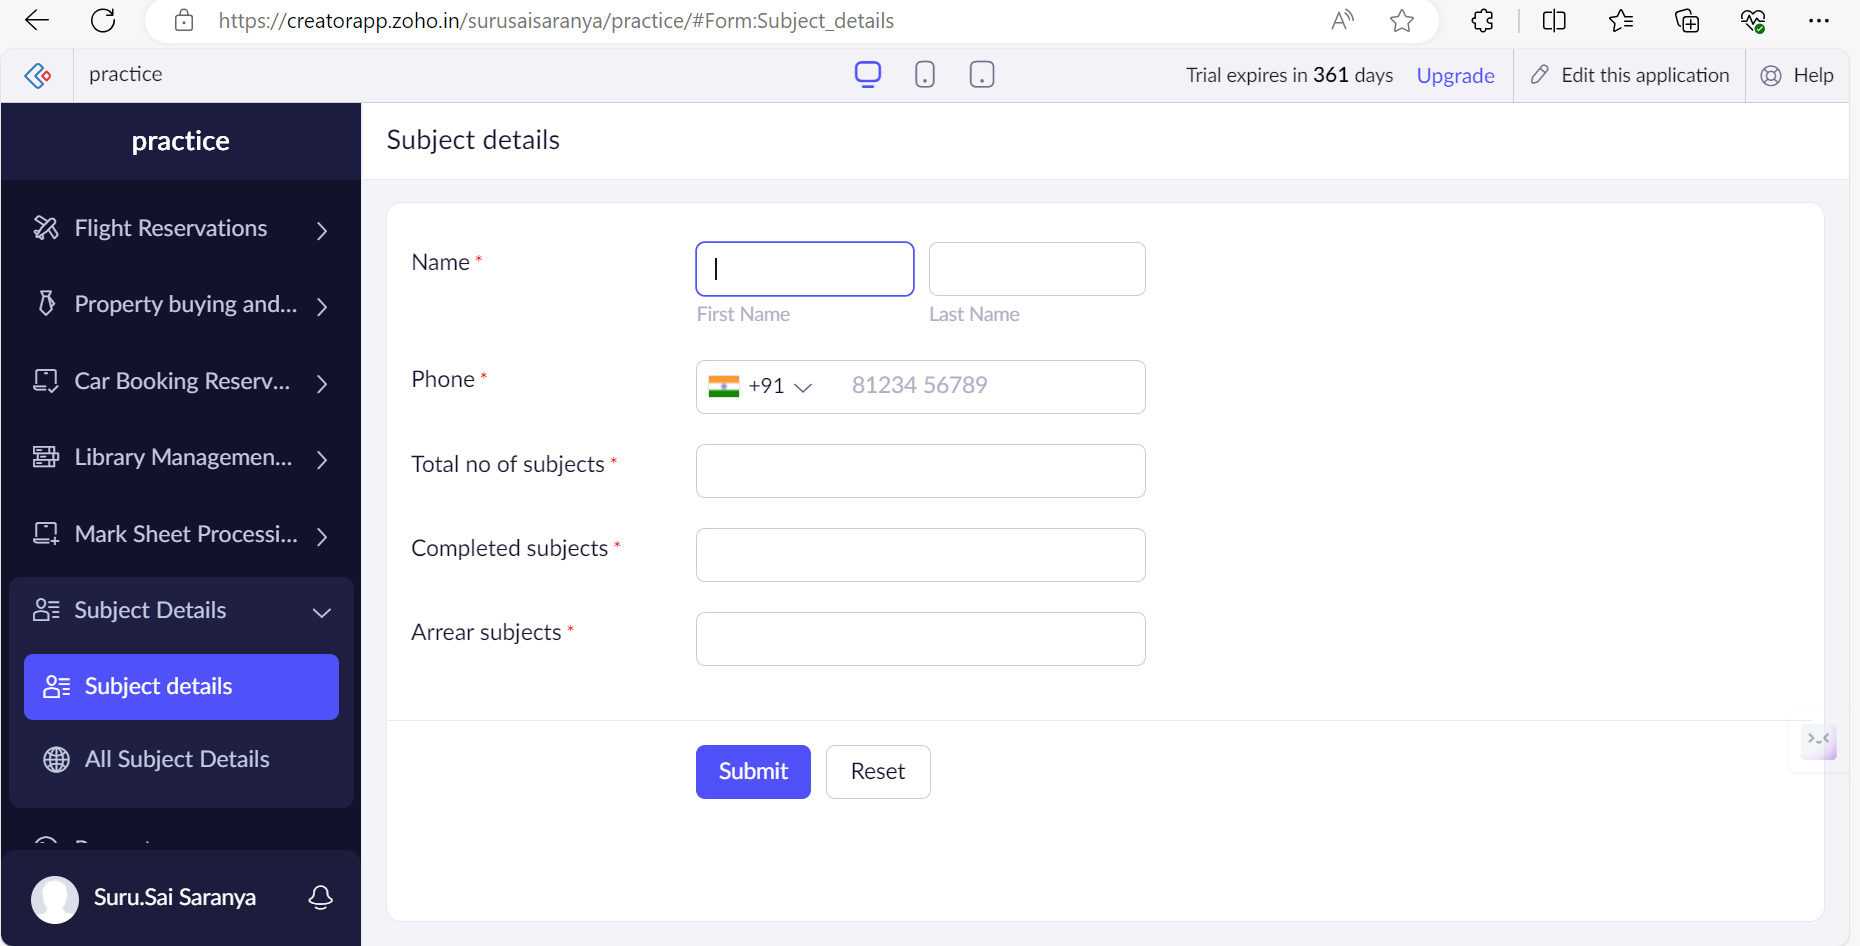 https://creatorapp.zoho.in/surusaisaranya/practice/#Form:Subject_details
practice
Trial expires in 361 days
Upgrade
Edit this application
Help
practice
Flight Reservations
Property buying and...
Car Booking Reserv...
Library Managemen...
Mark Sheet Processi...
Subject Details
Subject details
All Subject Details
Suru.Sai Saranya
Subject details
Name *
First Name
Last Name
Phone *
+91
81234 56789
Total no of subjects *
Completed subjects *
Arrear subjects *
Submit
Reset